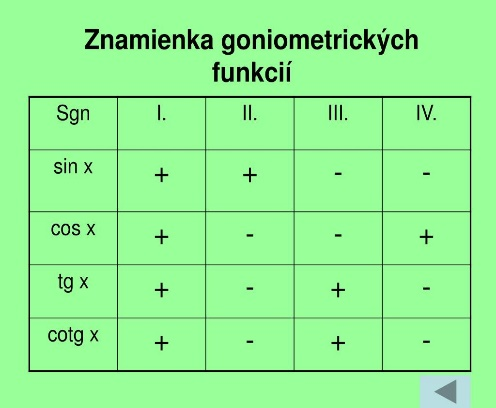 Znamienka goniometrických
funkcií
Sgn I. II. III. IV.
sin x + + - -
cos x + - - +
tg x + - + -
cotg x + - + -